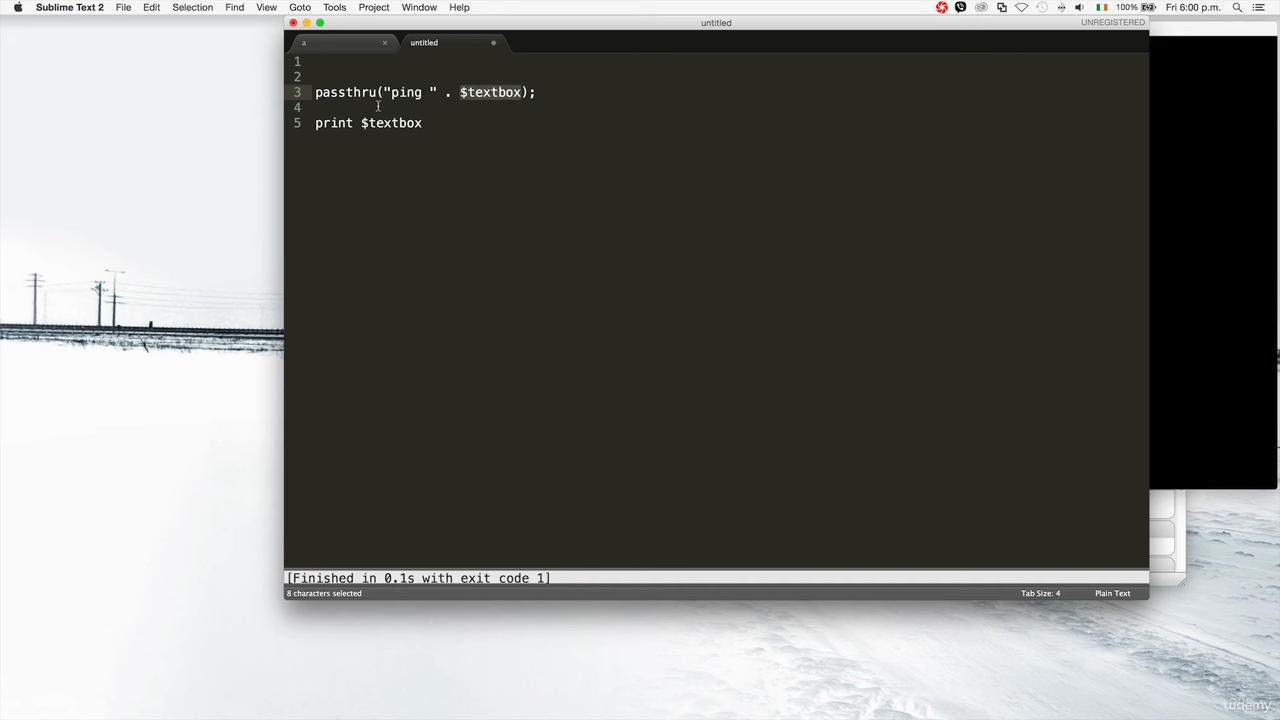 Sublime Text 2 File Edit Selection Find View Goto Tools Project Window Help 100% Fri 6:00 p.m.
untitled UNREGISTERED
a untitled
1
2
3 passthru("ping " . $textbox);
4
5 print $textbox
[Finished in 0.1s with exit code 1]
8 characters selected Tab Size: 4 Plain Text
udemy